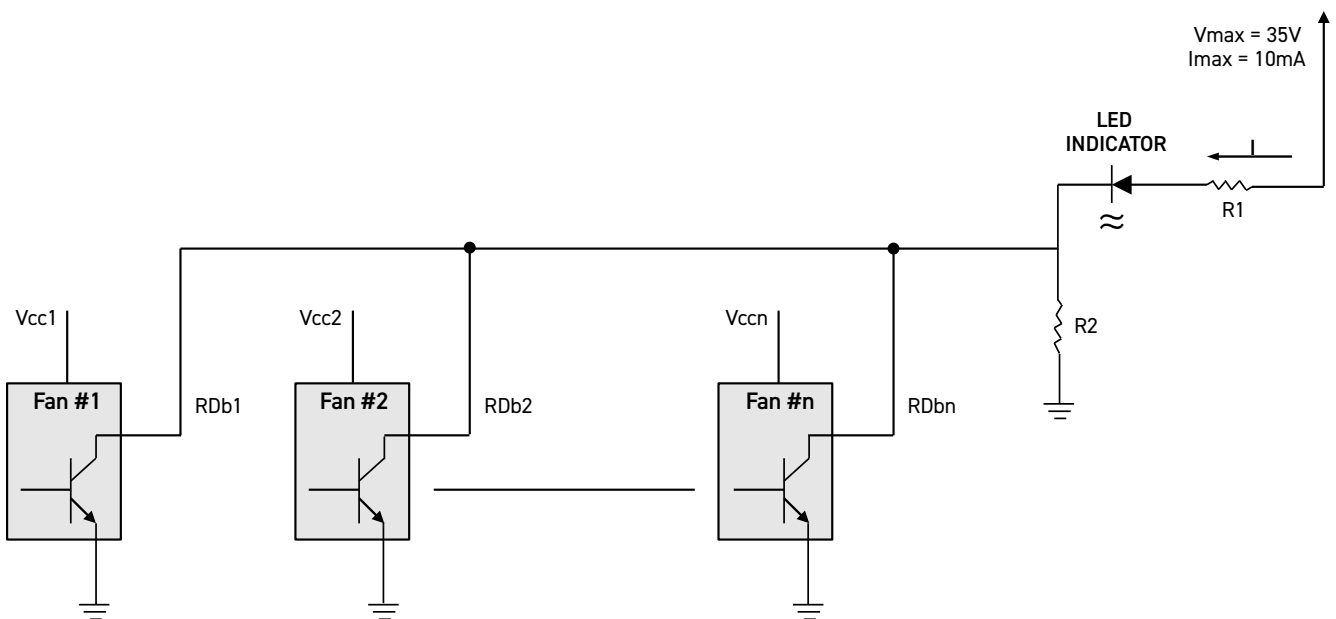 Vmax = 35V
Imax = 10mA
LED
INDICATOR
I
R1
Vcc1
Vcc2
Vccn
R2
Fan #1
RDb1
Fan #2
RDb2
Fan #n
RDbn